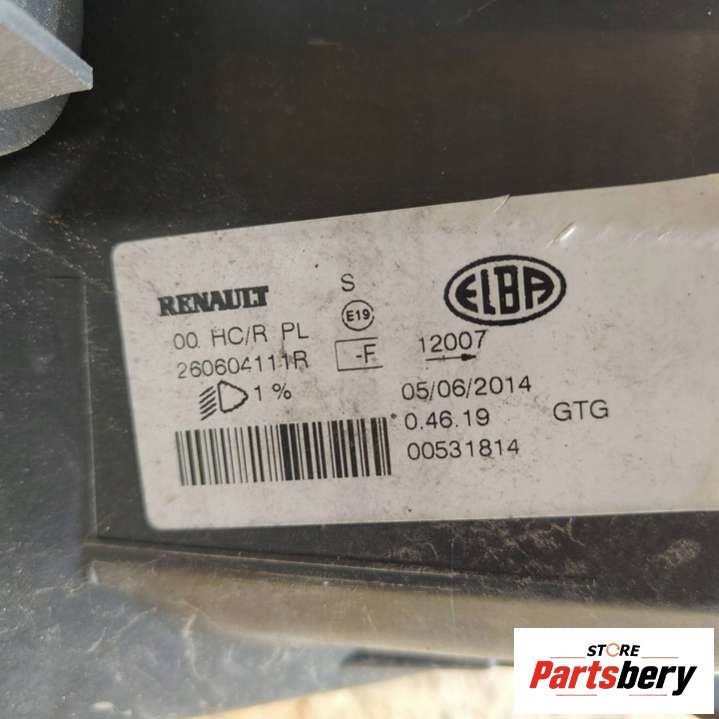 RENAULT S ELBA
00 HC/R PL E19
260604111R -F 12007
1 % 05/06/2014
0.46.19 GTG
00531814
STORE
Partsbery